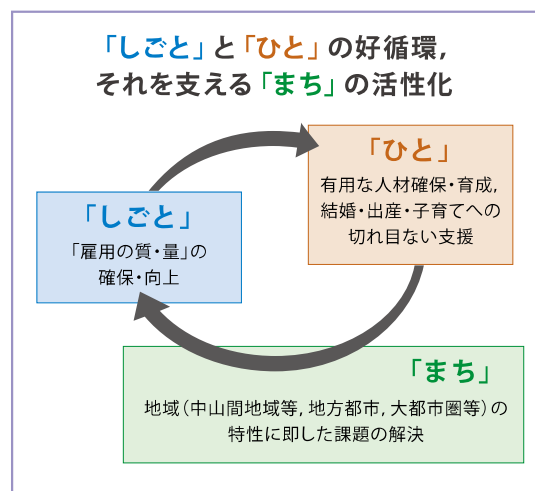 「しごと」と「ひと」の好循環,
それを支える「まち」の活性化
「ひと」
有用な人材確保・育成,
結婚・出産・子育てへの
切れ目ない支援
「しごと」
「雇用の質・量」の
確保・向上
「まち」
地域(中山間地域等, 地方都市, 大都市圏等)の
特性に即した課題の解決